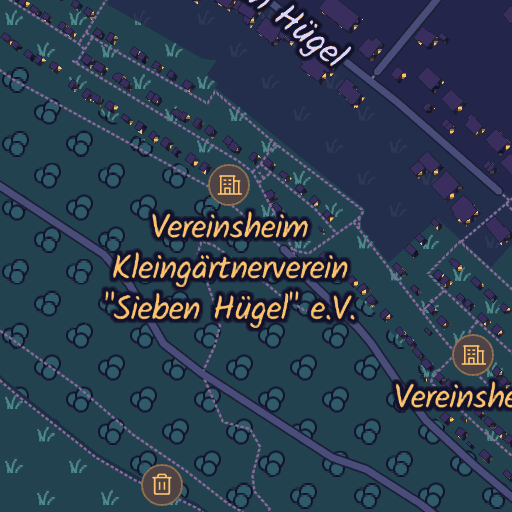 Hügel
Vereinsheim
Kleingärtnerverein
"Sieben Hügel" e.V.
Vereinshe